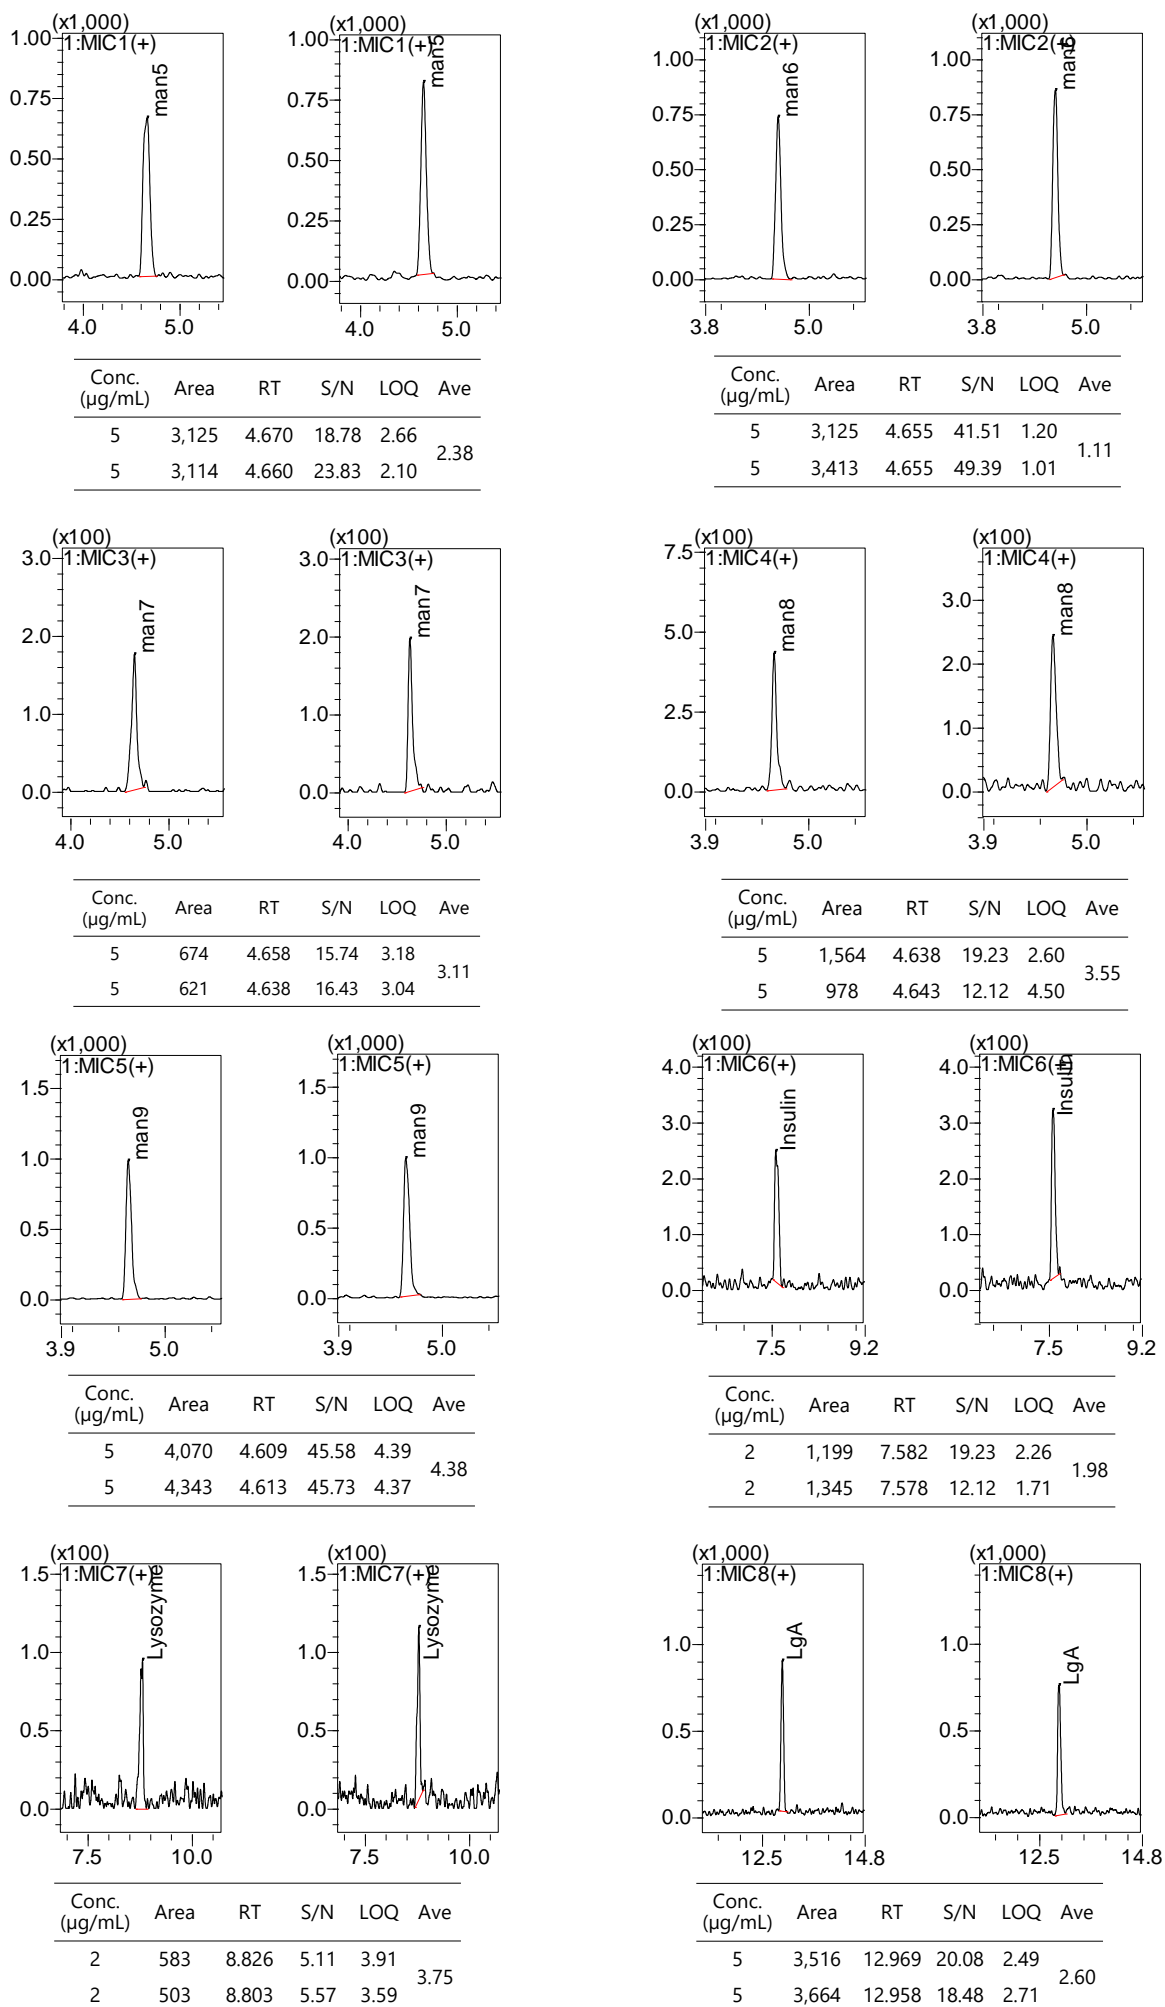 (x1,000)
1:MIC1(+)
man5
1.00
0.75
0.50
0.25
0.00
4.0 5.0
(x1,000)
1:MIC1(+)
man5
1.00
0.75
0.50
0.25
0.00
4.0 5.0
(x1,000)
1:MIC2(+)
man6
1.00
0.75
0.50
0.25
0.00
3.8 5.0
(x1,000)
1:MIC2(+)
man6
1.00
0.75
0.50
0.25
0.00
3.8 5.0
Conc. (μg/mL) Area RT S/N LOQ Ave
5 3,125 4.670 18.78 2.66
2.38
5 3,114 4.660 23.83 2.10
Conc. (μg/mL) Area RT S/N LOQ Ave
5 3,125 4.655 41.51 1.20
1.11
5 3,413 4.655 49.39 1.01
(x100)
1:MIC3(+)
man7
3.0
2.0
1.0
0.0
4.0 5.0
(x100)
1:MIC3(+)
man7
3.0
2.0
1.0
0.0
4.0 5.0
(x100)
1:MIC4(+)
man8
7.5
5.0
2.5
0.0
3.9 5.0
(x100)
1:MIC4(+)
man8
3.0
2.0
1.0
0.0
3.9 5.0
Conc. (μg/mL) Area RT S/N LOQ Ave
5 674 4.658 15.74 3.18
3.11
5 621 4.638 16.43 3.04
Conc. (μg/mL) Area RT S/N LOQ Ave
5 1,564 4.638 19.23 2.60
3.55
5 978 4.643 12.12 4.50
(x1,000)
1:MIC5(+)
man9
1.5
1.0
0.5
0.0
3.9 5.0
(x1,000)
1:MIC5(+)
man9
1.5
1.0
0.5
0.0
3.9 5.0
(x100)
1:MIC6(+)
Insulin
4.0
3.0
2.0
1.0
0.0
7.5 9.2
(x100)
1:MIC6(+)
Insulin
4.0
3.0
2.0
1.0
0.0
7.5 9.2
Conc. (μg/mL) Area RT S/N LOQ Ave
5 4,070 4.609 45.58 4.39
4.38
5 4,343 4.613 45.73 4.37
Conc. (μg/mL) Area RT S/N LOQ Ave
2 1,199 7.582 19.23 2.26
1.98
2 1,345 7.578 12.12 1.71
(x100)
1:MIC7(+)
Lysozyme
1.5
1.0
0.5
0.0
7.5 10.0
(x100)
1:MIC7(+)
Lysozyme
1.5
1.0
0.5
0.0
7.5 10.0
(x1,000)
1:MIC8(+)
LgA
1.0
0.5
0.0
12.5 14.8
(x1,000)
1:MIC8(+)
LgA
1.0
0.5
0.0
12.5 14.8
Conc. (μg/mL) Area RT S/N LOQ Ave
2 583 8.826 5.11 3.91
3.75
2 503 8.803 5.57 3.59
Conc. (μg/mL) Area RT S/N LOQ Ave
5 3,516 12.969 20.08 2.49
2.60
5 3,664 12.958 18.48 2.71